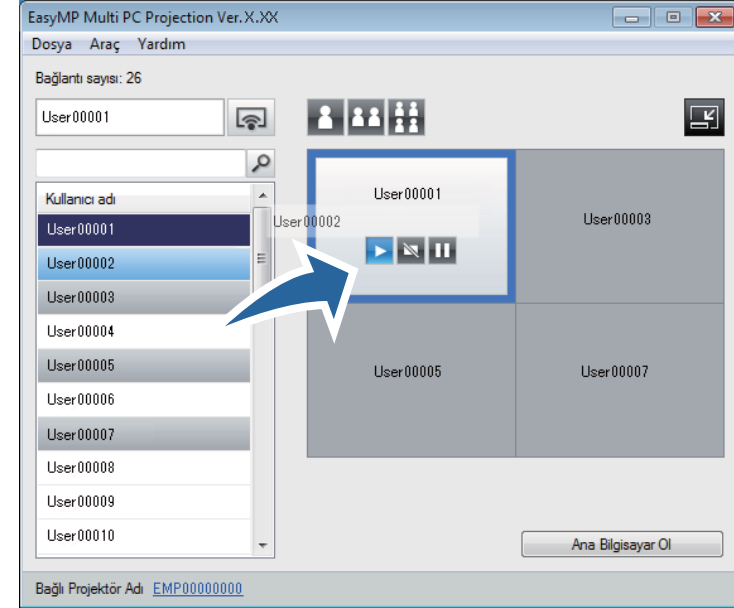 EasyMP Multi PC Projection Ver.X.XX
Dosya Araç Yardım
Bağlantı sayısı: 26
User00001
Kullanıcı adı
User00001
User00002
User00003
User00004
User00005
User00006
User00007
User00008
User00009
User00010
User00001
User00002
User00003
User00005
User00007
Ana Bilgisayar Ol
Bağlı Projektör Adı EMP00000000